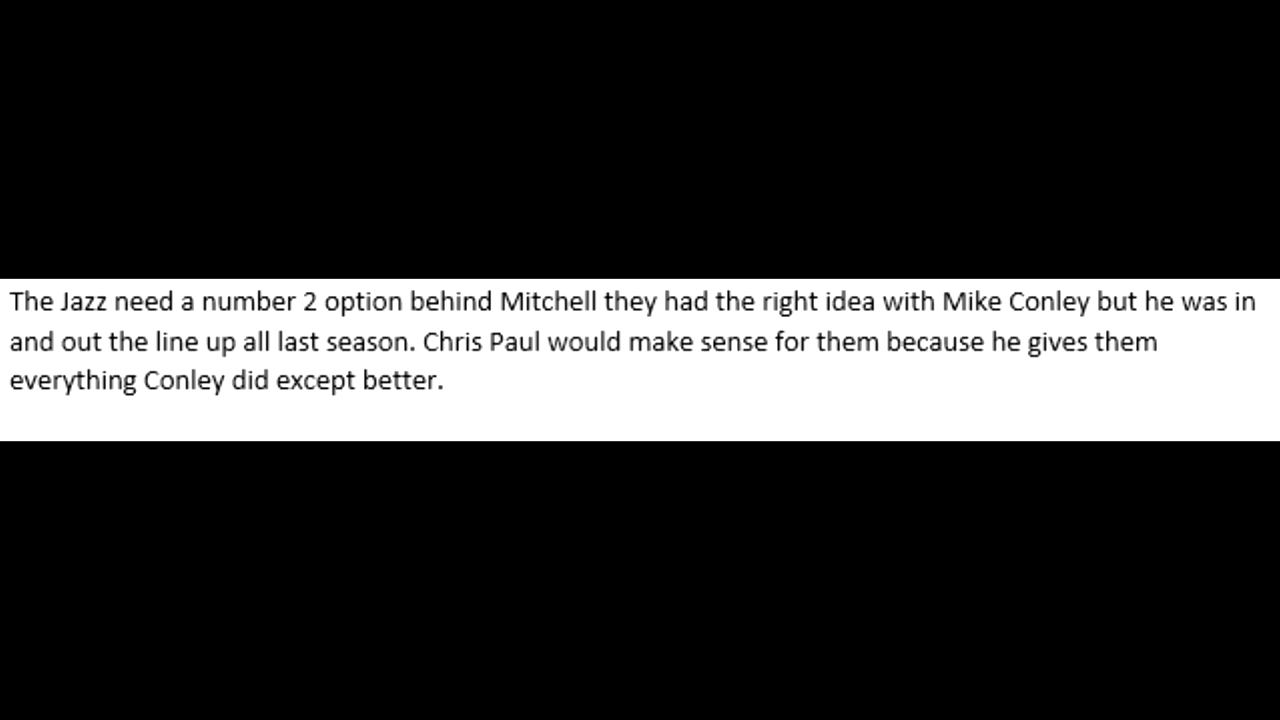 The Jazz need a number 2 option behind Mitchell they had the right idea with Mike Conley but he was in
and out the line up all last season. Chris Paul would make sense for them because he gives them
everything Conley did except better.